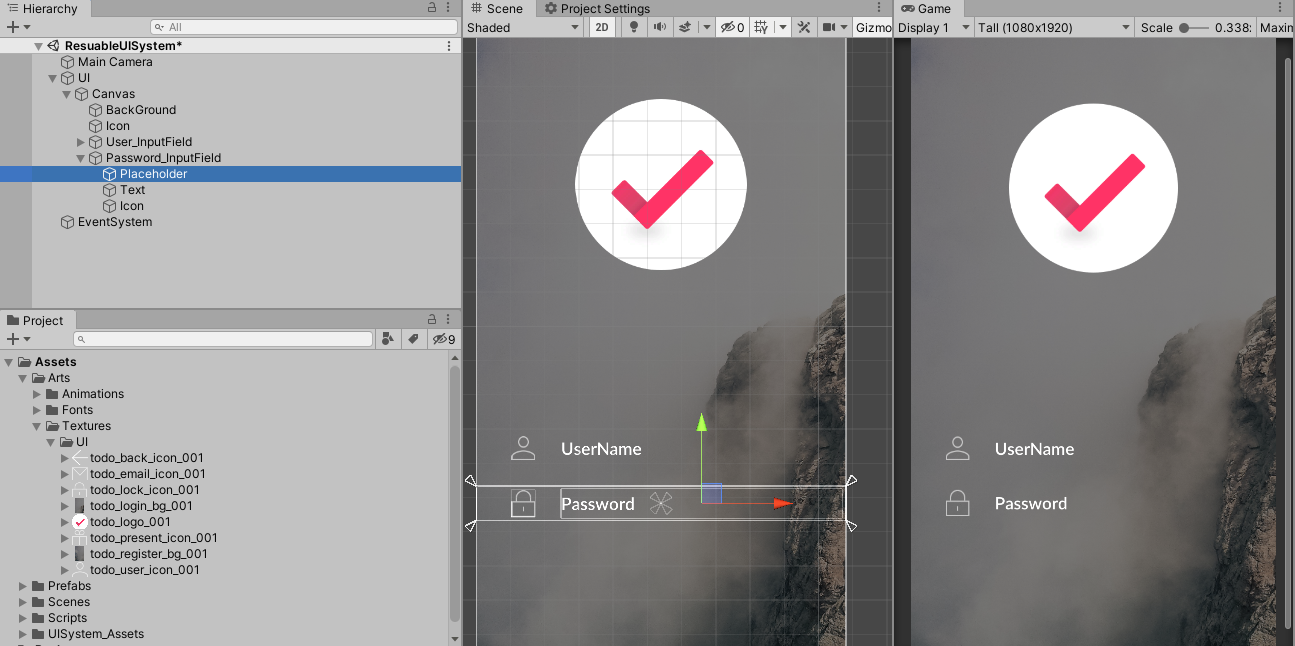 Hierarchy
All
ResuableUISystem*
Main Camera
UI
Canvas
BackGround
Icon
User_InputField
Password_InputField
Placeholder
Text
Icon
EventSystem
Project
9
Assets
Arts
Animations
Fonts
Textures
UI
todo_back_icon_001
todo_email_icon_001
todo_lock_icon_001
todo_login_bg_001
todo_logo_001
todo_present_icon_001
todo_register_bg_001
todo_user_icon_001
Prefabs
Scenes
Scripts
UISystem_Assets
Scene
Project Settings
Shaded
2D
0
Gizmo
UserName
Password
Game
Display 1
Tall (1080x1920)
Scale
0.338:
Maxin
UserName
Password